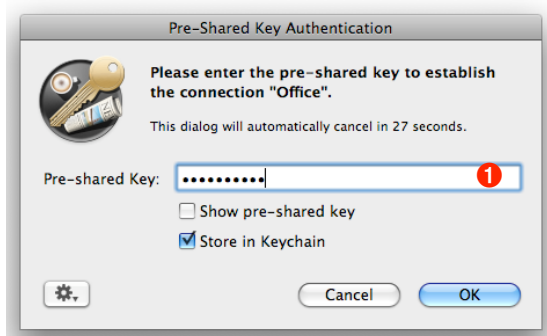 Pre-Shared Key Authentication
Please enter the pre-shared key to establish
the connection "Office".
This dialog will automatically cancel in 27 seconds.
Pre-shared Key: ••••••••••
1
Show pre-shared key
Store in Keychain
Cancel OK